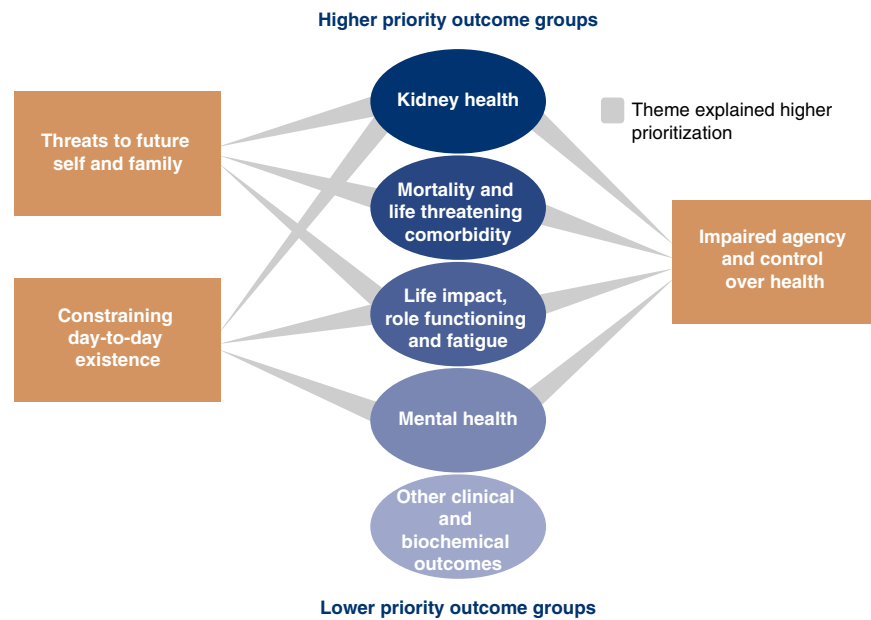 Higher priority outcome groups
Threats to future
self and family
Constraining
day-to-day
existence
Kidney health
Mortality and
life threatening
comorbidity
Life impact,
role functioning
and fatigue
Mental health
Other clinical
and
biochemical
outcomes
Theme explained higher
prioritization
Impaired agency
and control
over health
Lower priority outcome groups